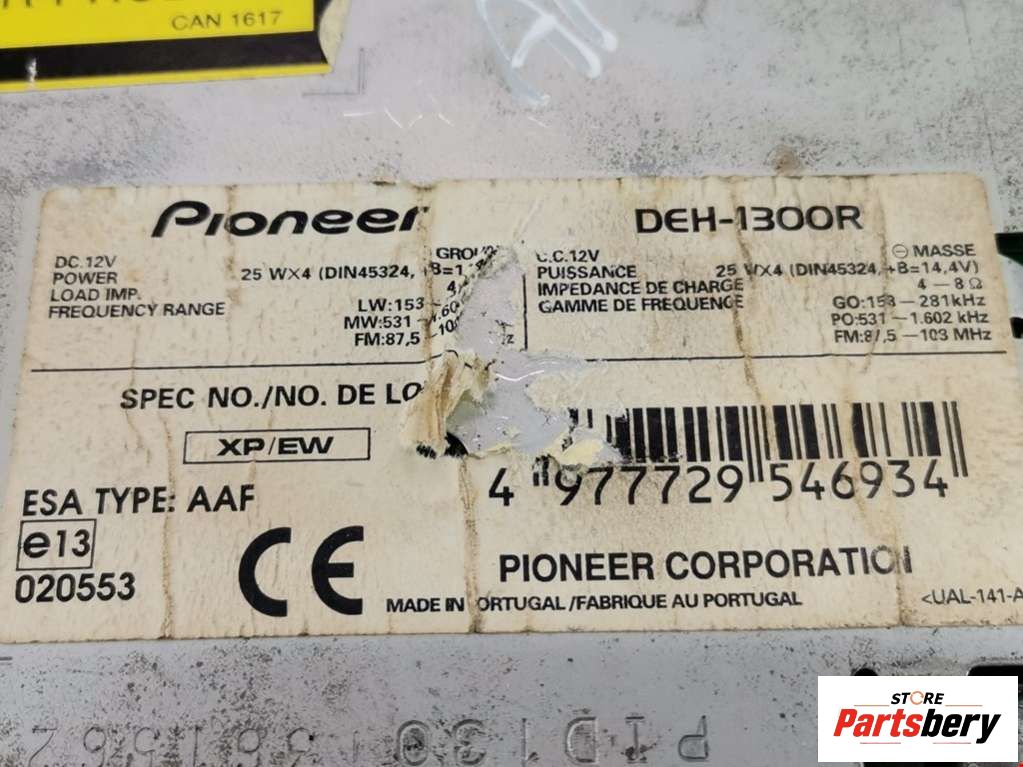 CAN 1617
Pioneer
DEH-1300R
DC.12V
POWER 25 WX4 (DIN45324, +B=1
LOAD IMP.
FREQUENCY RANGE LW:153
MW:531
FM:87,5
12V ⊖ MASSE
PUISSANCE 25 WX4 (DIN45324, +B=14,4V)
IMPEDANCE DE CHARGE 4 – 8Ω
GAMME DE FREQUENCE GO:153 – 281kHz
PO:531 – 1.602 kHz
FM:87,5 – 103 MHz
SPEC NO./NO. DE
XP/EW
4 977729 546934
ESA TYPE: AAF
e13
020553
CE
PIONEER CORPORATION
MADE IN PORTUGAL/FABRIQUE AU PORTUGAL
<UAL-141-A
PID130
STORE
Partsbery